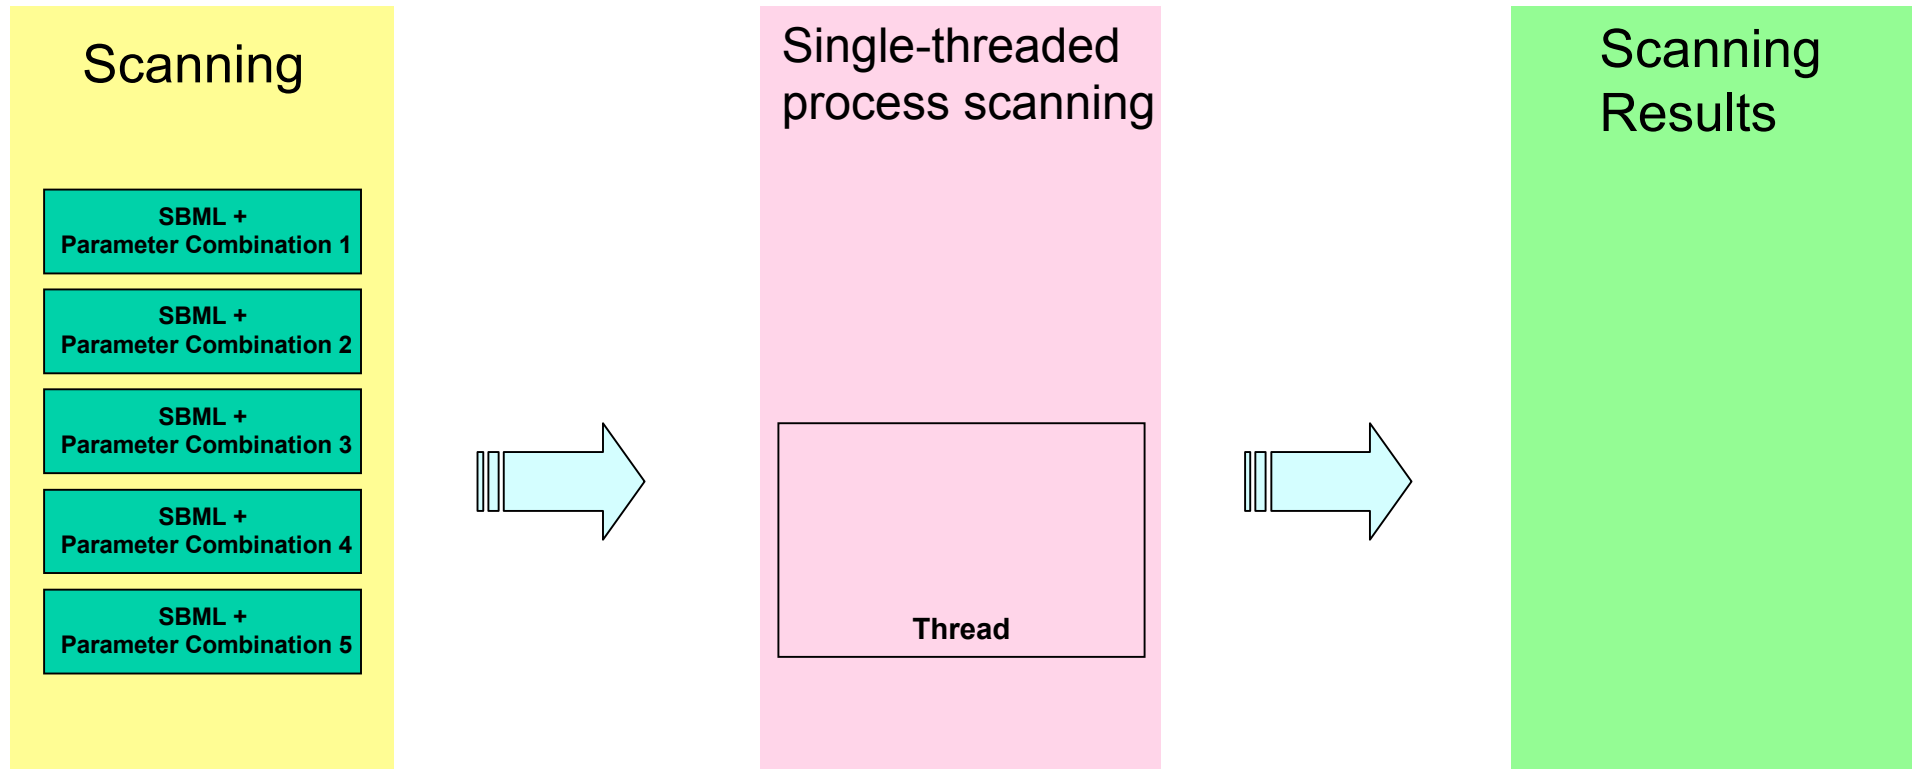 Scanning
SBML +
Parameter Combination 1
SBML +
Parameter Combination 2
SBML +
Parameter Combination 3
SBML +
Parameter Combination 4
SBML +
Parameter Combination 5
Single-threaded
process scanning
Thread
Scanning
Results